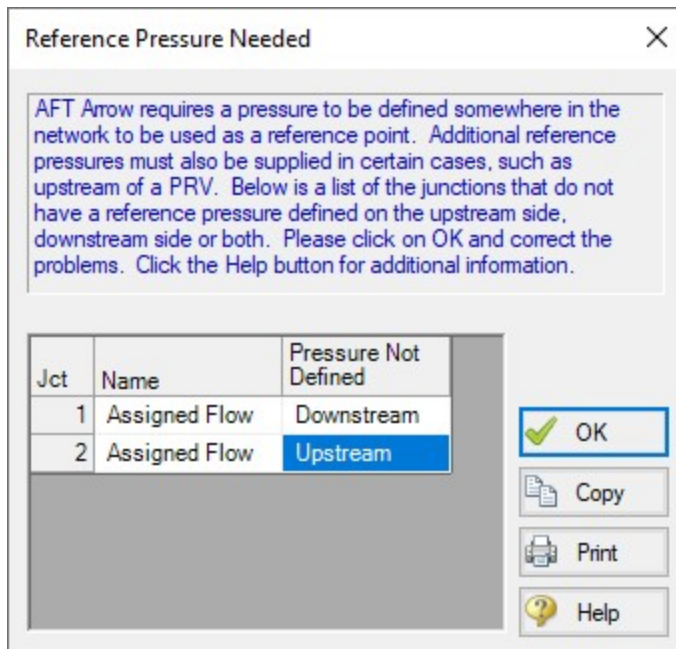 Reference Pressure Needed
AFT Arrow requires a pressure to be defined somewhere in the
network to be used as a reference point. Additional reference
pressures must also be supplied in certain cases, such as
upstream of a PRV. Below is a list of the junctions that do not
have a reference pressure defined on the upstream side,
downstream side or both. Please click on OK and correct the
problems. Click the Help button for additional information.
Jct Name Pressure Not
Defined
1 Assigned Flow Downstream
2 Assigned Flow Upstream
OK
Copy
Print
Help